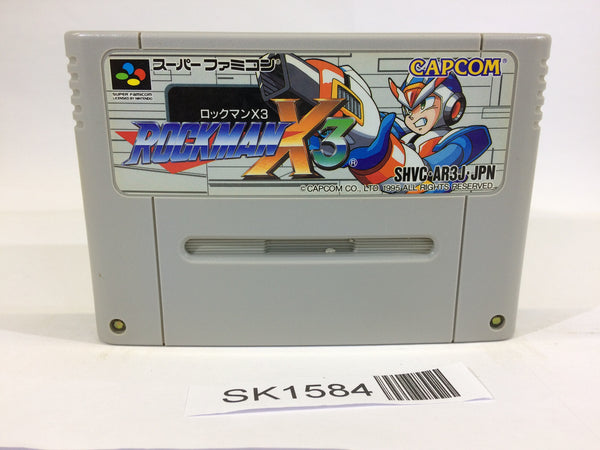 スーパーファミコン
SUPER FAMICOM
LICENSED BY NINTENDO
CAPCOM
ロックマンX3
ROCKMAN X3®
SHVC-AR3J-JPN
©CAPCOM CO., LTD. 1995 ALL RIGHTS RESERVED.
SK1584